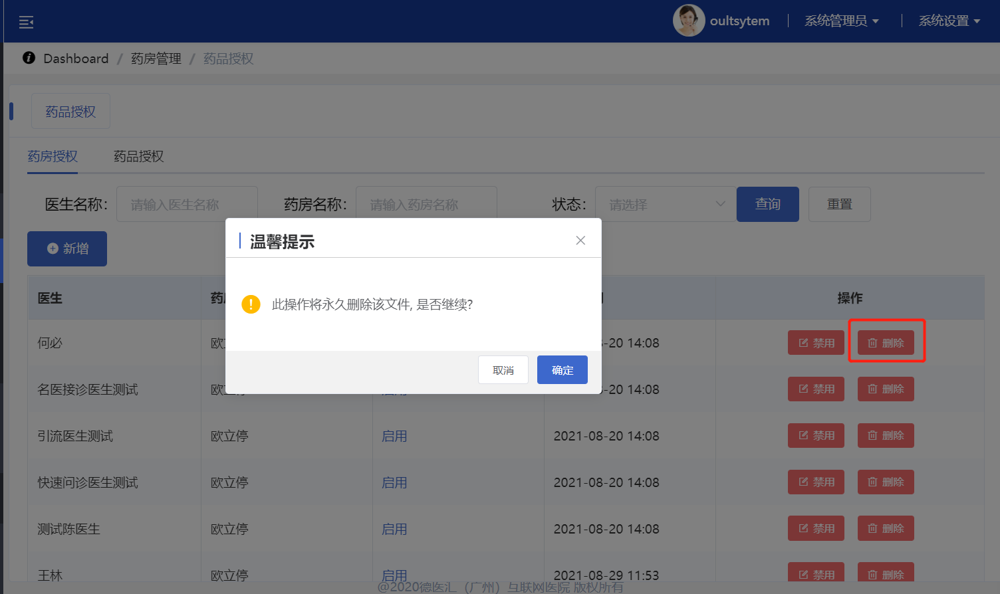 oultsytem 系统管理员 系统设置
Dashboard / 药房管理 / 药品授权
药品授权
药房授权 药品授权
医生名称: 请输入医生名称 药房名称: 请输入药房名称 状态: 请选择 查询 重置
新增
温馨提示
此操作将永久删除该文件, 是否继续?
取消 确定
医生 药 操作
何必 欧 8-20 14:08 禁用 删除
名医接诊医生测试 欧 8-20 14:08 禁用 删除
引流医生测试 欧立停 启用 2021-08-20 14:08 禁用 删除
快速问诊医生测试 欧立停 启用 2021-08-20 14:08 禁用 删除
测试陈医生 欧立停 启用 2021-08-20 14:08 禁用 删除
王林 欧立停 启用 2021-08-29 11:53 禁用 删除
@2020德医汇（广州）互联网医院 版权所有